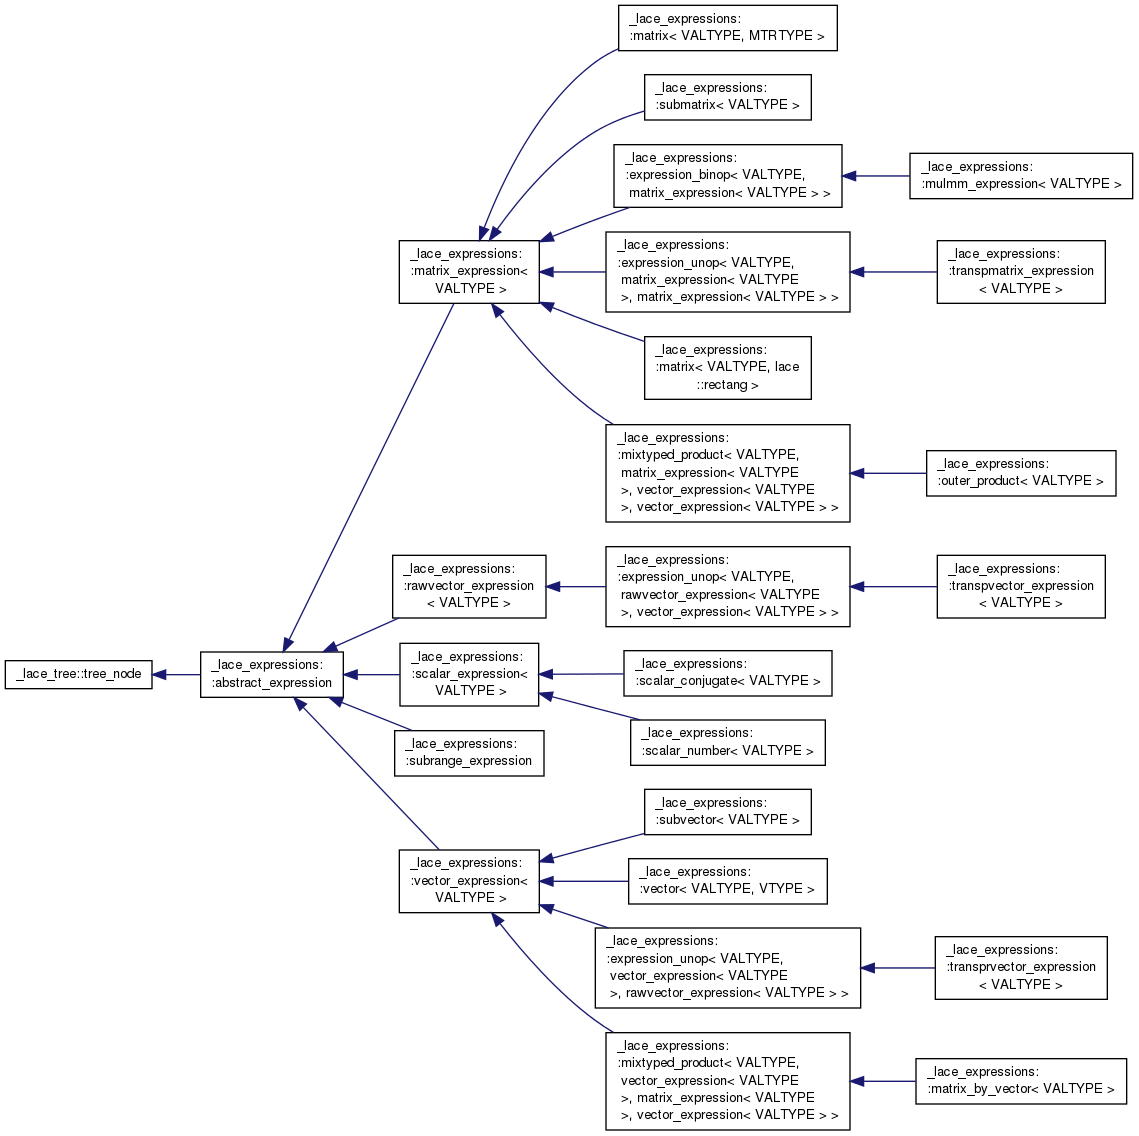 _lace_expressions:
:matrix< VALTYPE, MTRTYPE >
_lace_expressions:
:submatrix< VALTYPE >
_lace_expressions:
:expression_binop< VALTYPE,
matrix_expression< VALTYPE > >
_lace_expressions:
:mulmm_expression< VALTYPE >
_lace_expressions:
:matrix_expression<
VALTYPE >
_lace_expressions:
:expression_unop< VALTYPE,
matrix_expression< VALTYPE
>, matrix_expression< VALTYPE > >
_lace_expressions:
:transpmatrix_expression
< VALTYPE >
_lace_expressions:
:matrix< VALTYPE, lace
::rectang >
_lace_expressions:
:mixtyped_product< VALTYPE,
matrix_expression< VALTYPE
>, vector_expression< VALTYPE
>, vector_expression< VALTYPE > >
_lace_expressions:
:outer_product< VALTYPE >
_lace_expressions:
:rawvector_expression
< VALTYPE >
_lace_expressions:
:expression_unop< VALTYPE,
rawvector_expression< VALTYPE
>, vector_expression< VALTYPE > >
_lace_expressions:
:transpvector_expression
< VALTYPE >
_lace_tree::tree_node
_lace_expressions:
:abstract_expression
_lace_expressions:
:scalar_expression<
VALTYPE >
_lace_expressions:
:scalar_conjugate< VALTYPE >
_lace_expressions:
:scalar_number< VALTYPE >
_lace_expressions:
:subrange_expression
_lace_expressions:
:subvector< VALTYPE >
_lace_expressions:
:vector_expression<
VALTYPE >
_lace_expressions:
:vector< VALTYPE, VTYPE >
_lace_expressions:
:expression_unop< VALTYPE,
vector_expression< VALTYPE
>, rawvector_expression< VALTYPE > >
_lace_expressions:
:transprvector_expression
< VALTYPE >
_lace_expressions:
:mixtyped_product< VALTYPE,
vector_expression< VALTYPE
>, matrix_expression< VALTYPE
>, vector_expression< VALTYPE > >
_lace_expressions:
:matrix_by_vector< VALTYPE >